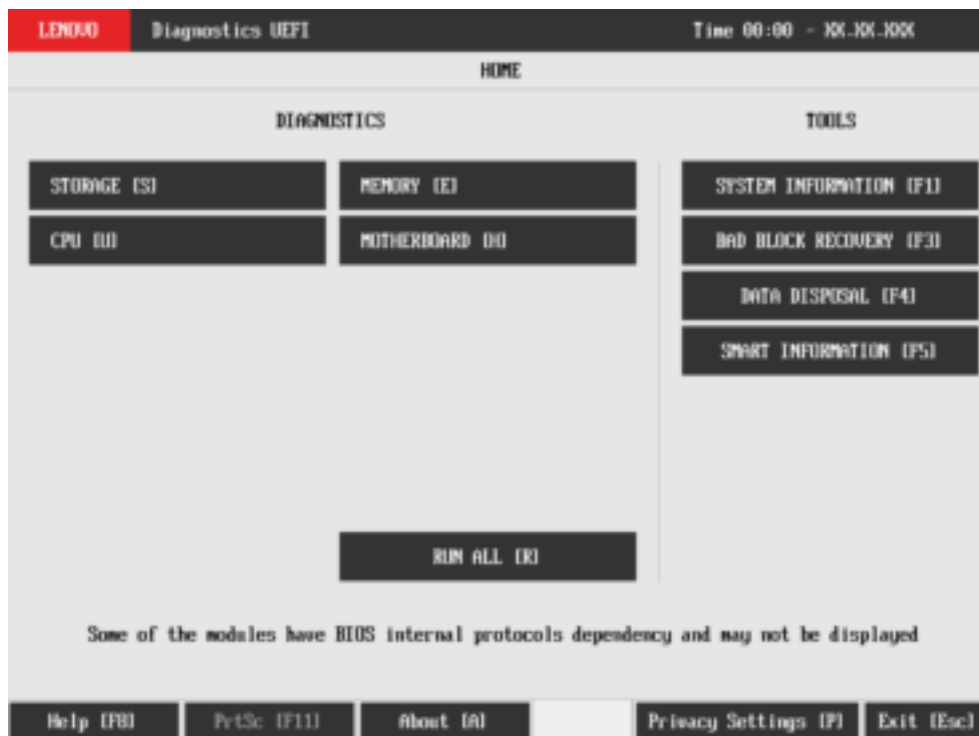 LENOVO Diagnostics UEFI Time 00:00 - XX.XX.XXX
HOME
DIAGNOSTICS
STORAGE [S] MEMORY [E]
CPU [U] MOTHERBOARD [H]
RUN ALL [R]
TOOLS
SYSTEM INFORMATION [F1]
BAD BLOCK RECOVERY [F3]
DATA DISPOSAL [F4]
SMART INFORMATION [F5]
Some of the modules have BIOS internal protocols dependency and may not be displayed
Help [F8] PrtSc [F11] About [A] Privacy Settings [P] Exit [Esc]